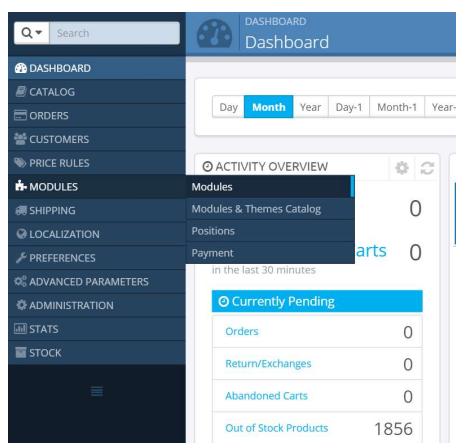 Search
DASHBOARD
Dashboard
DASHBOARD
CATALOG
ORDERS
CUSTOMERS
PRICE RULES
MODULES
SHIPPING
LOCALIZATION
PREFERENCES
ADVANCED PARAMETERS
ADMINISTRATION
STATS
STOCK
Modules
Modules & Themes Catalog
Positions
Payment
Day Month Year Day-1 Month-1 Year-
ACTIVITY OVERVIEW
0
arts 0
in the last 30 minutes
Currently Pending
Orders 0
Return/Exchanges 0
Abandoned Carts 0
Out of Stock Products 1856